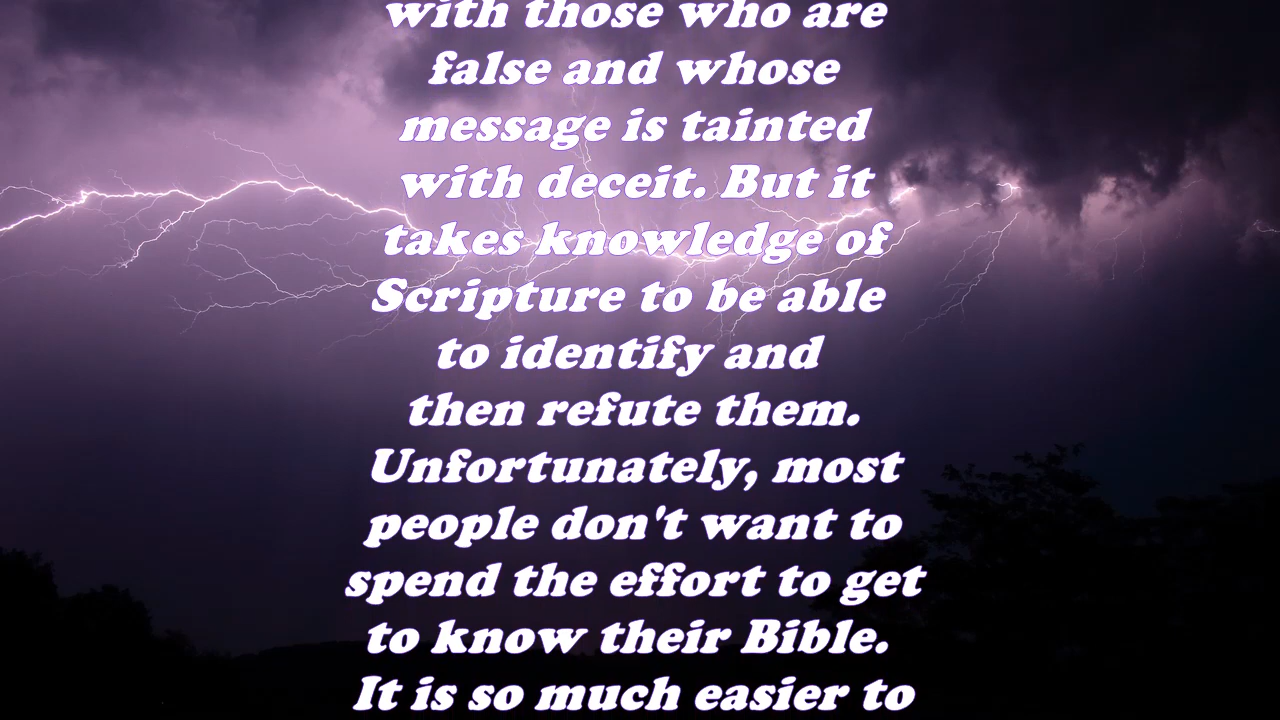 with those who are
false and whose
message is tainted
with deceit. But it
takes knowledge of
Scripture to be able
to identify and
then refute them.
Unfortunately, most
people don't want to
spend the effort to get
to know their Bible.
It is so much easier to